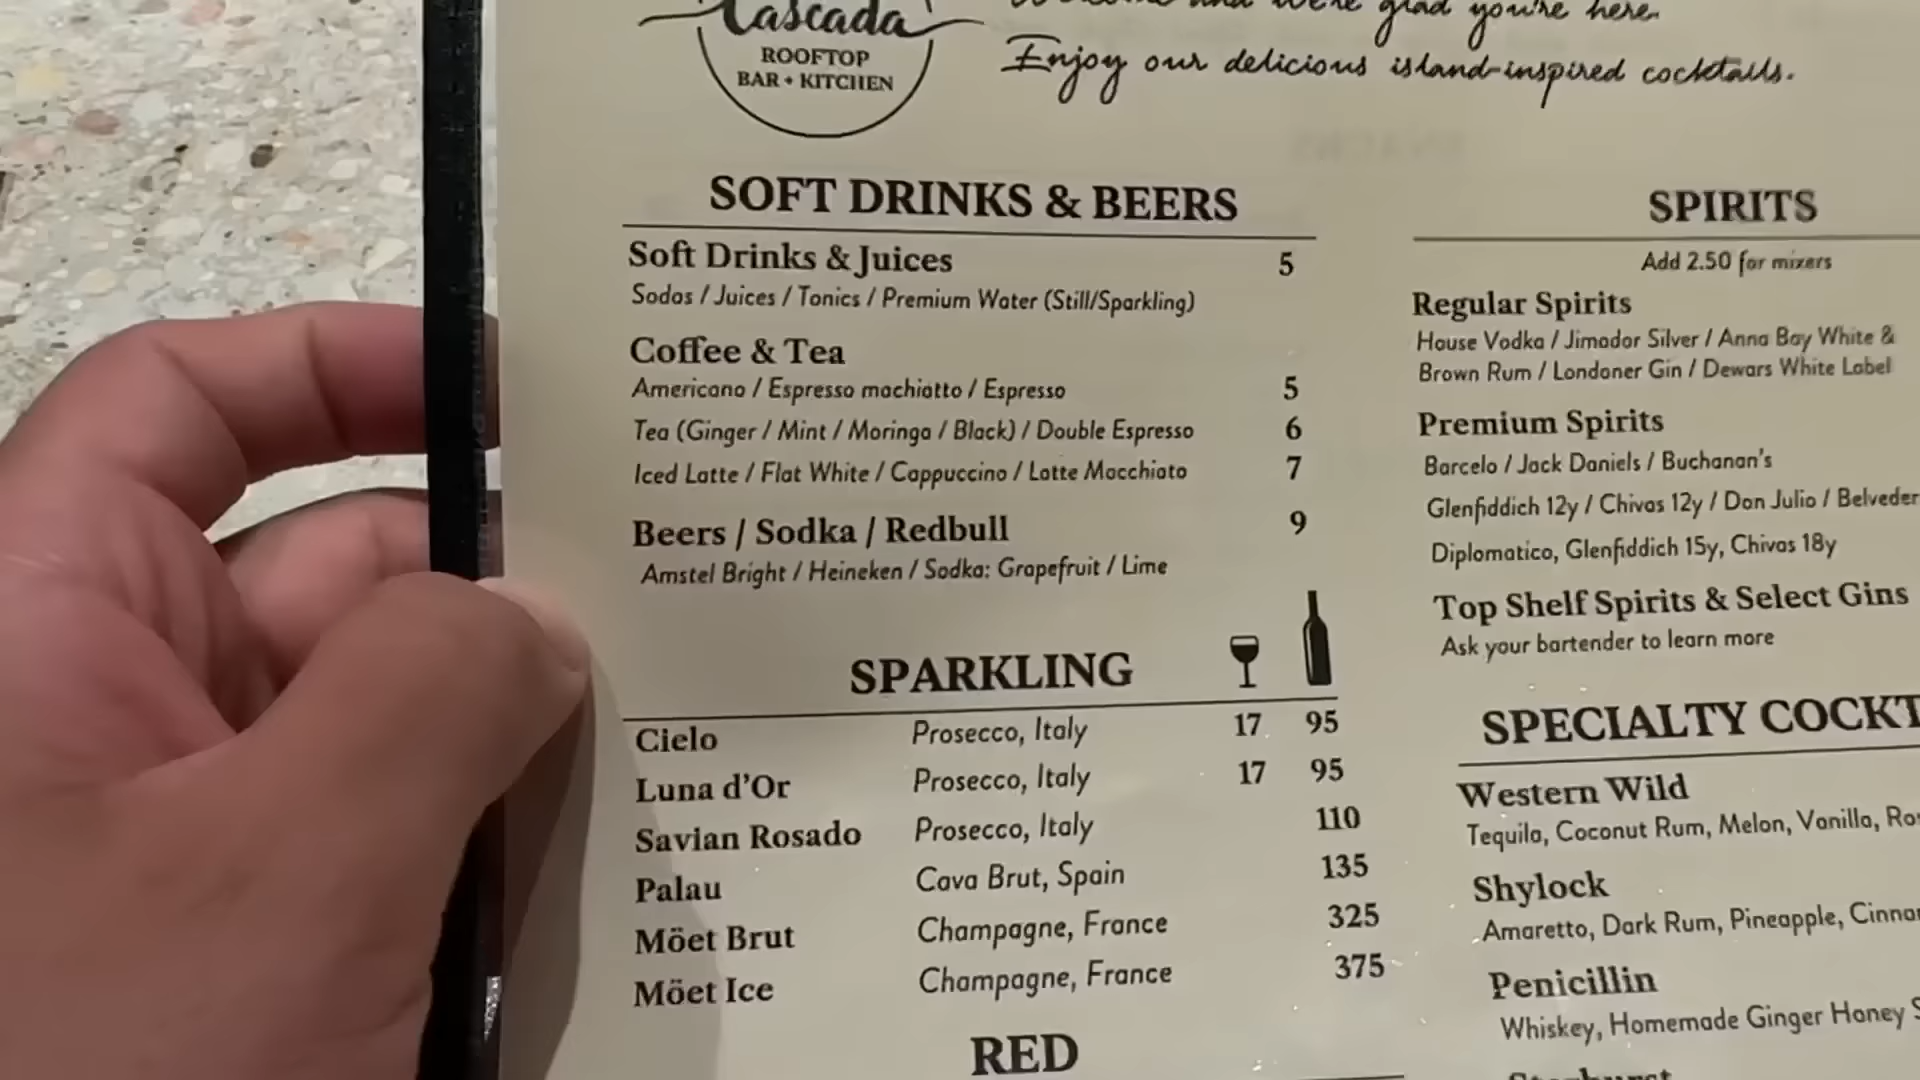 Cascada
ROOFTOP
BAR + KITCHEN
we're glad you're here.
Enjoy our delicious island-inspired cocktails.
SOFT DRINKS & BEERS
Soft Drinks & Juices 5
Sodas / Juices / Tonics / Premium Water (Still/Sparkling)
Coffee & Tea
Americano / Espresso machiatto / Espresso 5
Tea (Ginger / Mint / Moringa / Black) / Double Espresso 6
Iced Latte / Flat White / Cappuccino / Latte Macchiato 7
Beers / Sodka / Redbull 9
Amstel Bright / Heineken / Sodka: Grapefruit / Lime
SPARKLING
Cielo Prosecco, Italy 17 95
Luna d'Or Prosecco, Italy 17 95
Savian Rosado Prosecco, Italy 110
Palau Cava Brut, Spain 135
Möet Brut Champagne, France 325
Möet Ice Champagne, France 375
RED
SPIRITS
Add 2.50 for mixers
Regular Spirits
House Vodka / Jimador Silver / Anna Bay White &
Brown Rum / Londoner Gin / Dewars White Label
Premium Spirits
Barcelo / Jack Daniels / Buchanan's
Glenfiddich 12y / Chivas 12y / Don Julio / Belveder
Diplomatico, Glenfiddich 15y, Chivas 18y
Top Shelf Spirits & Select Gins
Ask your bartender to learn more
SPECIALTY COCKT
Western Wild
Tequila, Coconut Rum, Melon, Vanilla, Ro
Shylock
Amaretto, Dark Rum, Pineapple, Cinna
Penicillin
Whiskey, Homemade Ginger Honey S